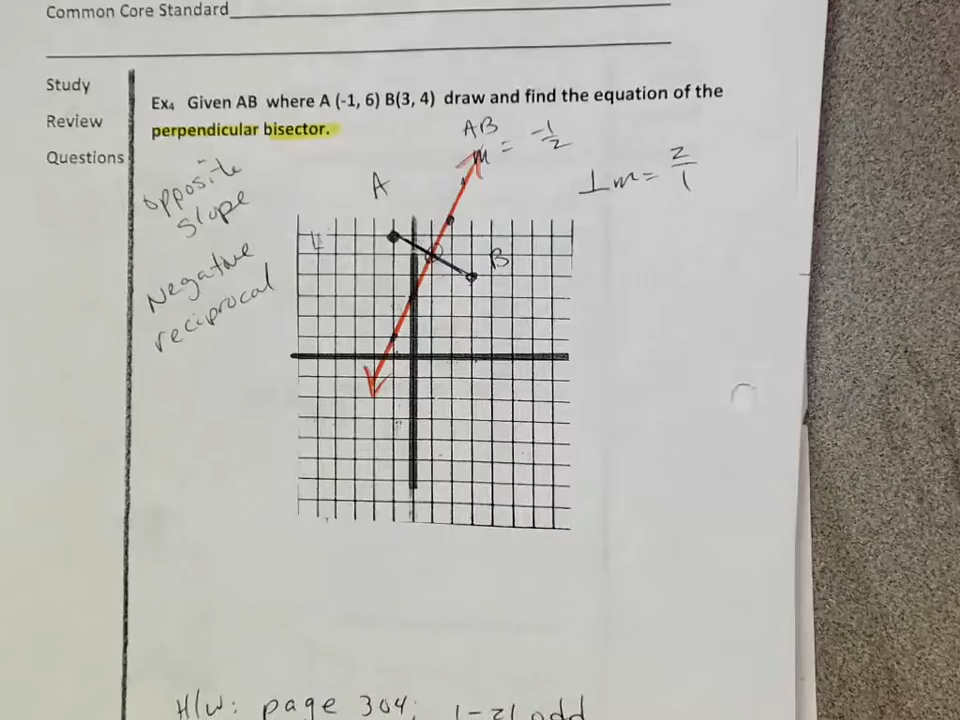 Common Core Standard
Study
Review
Questions
Ex4 Given AB where A (-1, 6) B(3, 4) draw and find the equation of the
perpendicular bisector.
opposite
slope
Negative
reciprocal
AB
m = -1/2
⊥m = 2/1
A
B
H/W: page 304: 1-21 odd